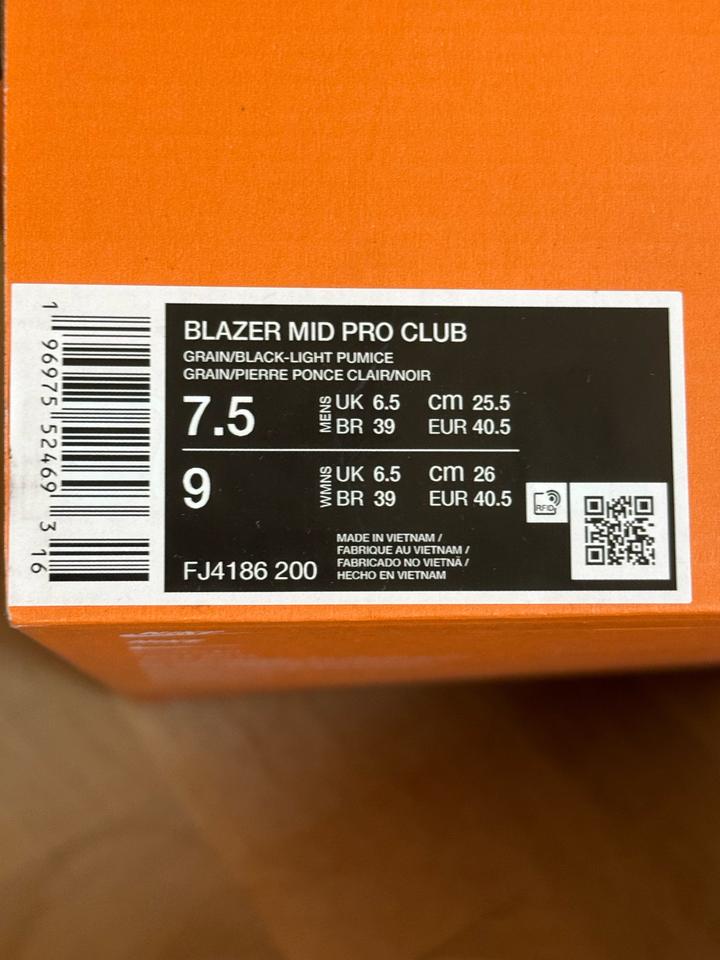 BLAZER MID PRO CLUB
GRAIN/BLACK-LIGHT PUMICE
GRAIN/PIERRE PONCE CLAIR/NOIR
7.5 MENS UK 6.5 cm 25.5
BR 39 EUR 40.5
9 WMNS UK 6.5 cm 26
BR 39 EUR 40.5
RFID
MADE IN VIETNAM /
FABRIQUE AU VIETNAM /
FABRICADO NO VIETNÃ /
HECHO EN VIETNAM
FJ4186 200
1 96975 52469 3 16